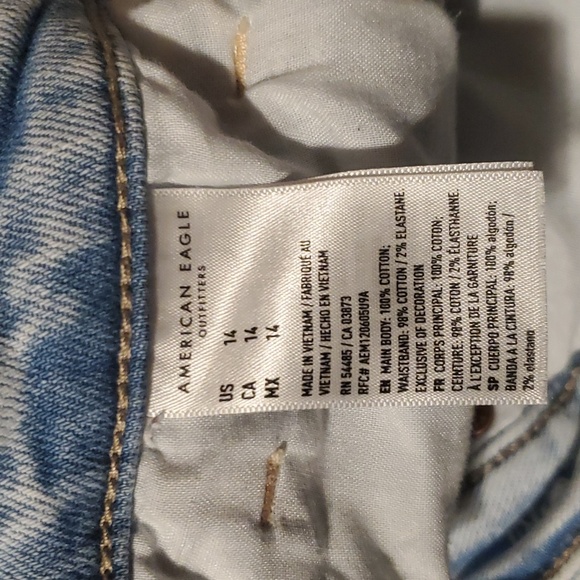 AMERICAN EAGLE
OUTFITTERS
US 14
CA 14
MX 14
MADE IN VIETNAM / FABRIQUÉ AU
VIETNAM / HECHO EN VIETNAM
RN 54485 / CA 03873
RFC# AEM12060509A
EN MAIN BODY: 100% COTTON;
WAISTBAND: 98% COTTON / 2% ELASTANE
EXCLUSIVE OF DECORATION
FR CORPS PRINCIPAL: 100% COTON;
CEINTURE: 98% COTON / 2% ÉLASTHANNE
À L'EXCEPTION DE LA GARNITURE
SP CUERPO PRINCIPAL: 100% algodón;
BANDA A LA CINTURA: 98% algodón /
2% elastano